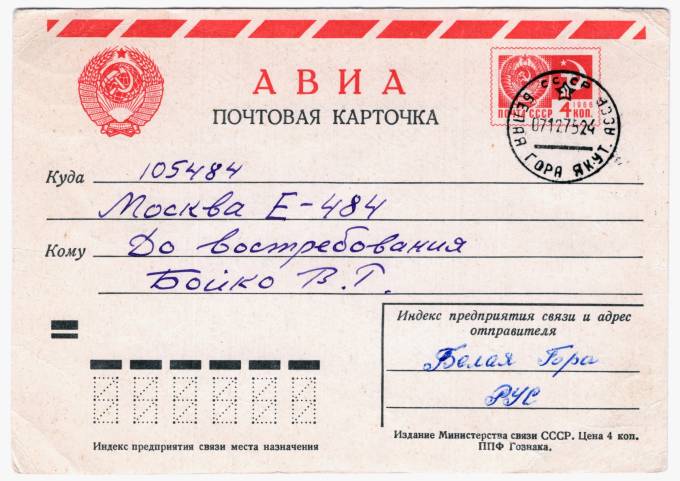 АВИА
ПОЧТОВАЯ КАРТОЧКА
1966
ПОЧТА СССР 4 КОП.
СССР
БЕЛАЯ ГОРА ЯКУТ. АССР
07127524
Куда 105484
Москва Е-484
Кому До востребования
Бойко В.Г.
Индекс предприятия связи и адрес
отправителя
Белая Гора
РУС
Индекс предприятия связи места назначения
Издание Министерства связи СССР. Цена 4 коп.
ППФ Гознака.